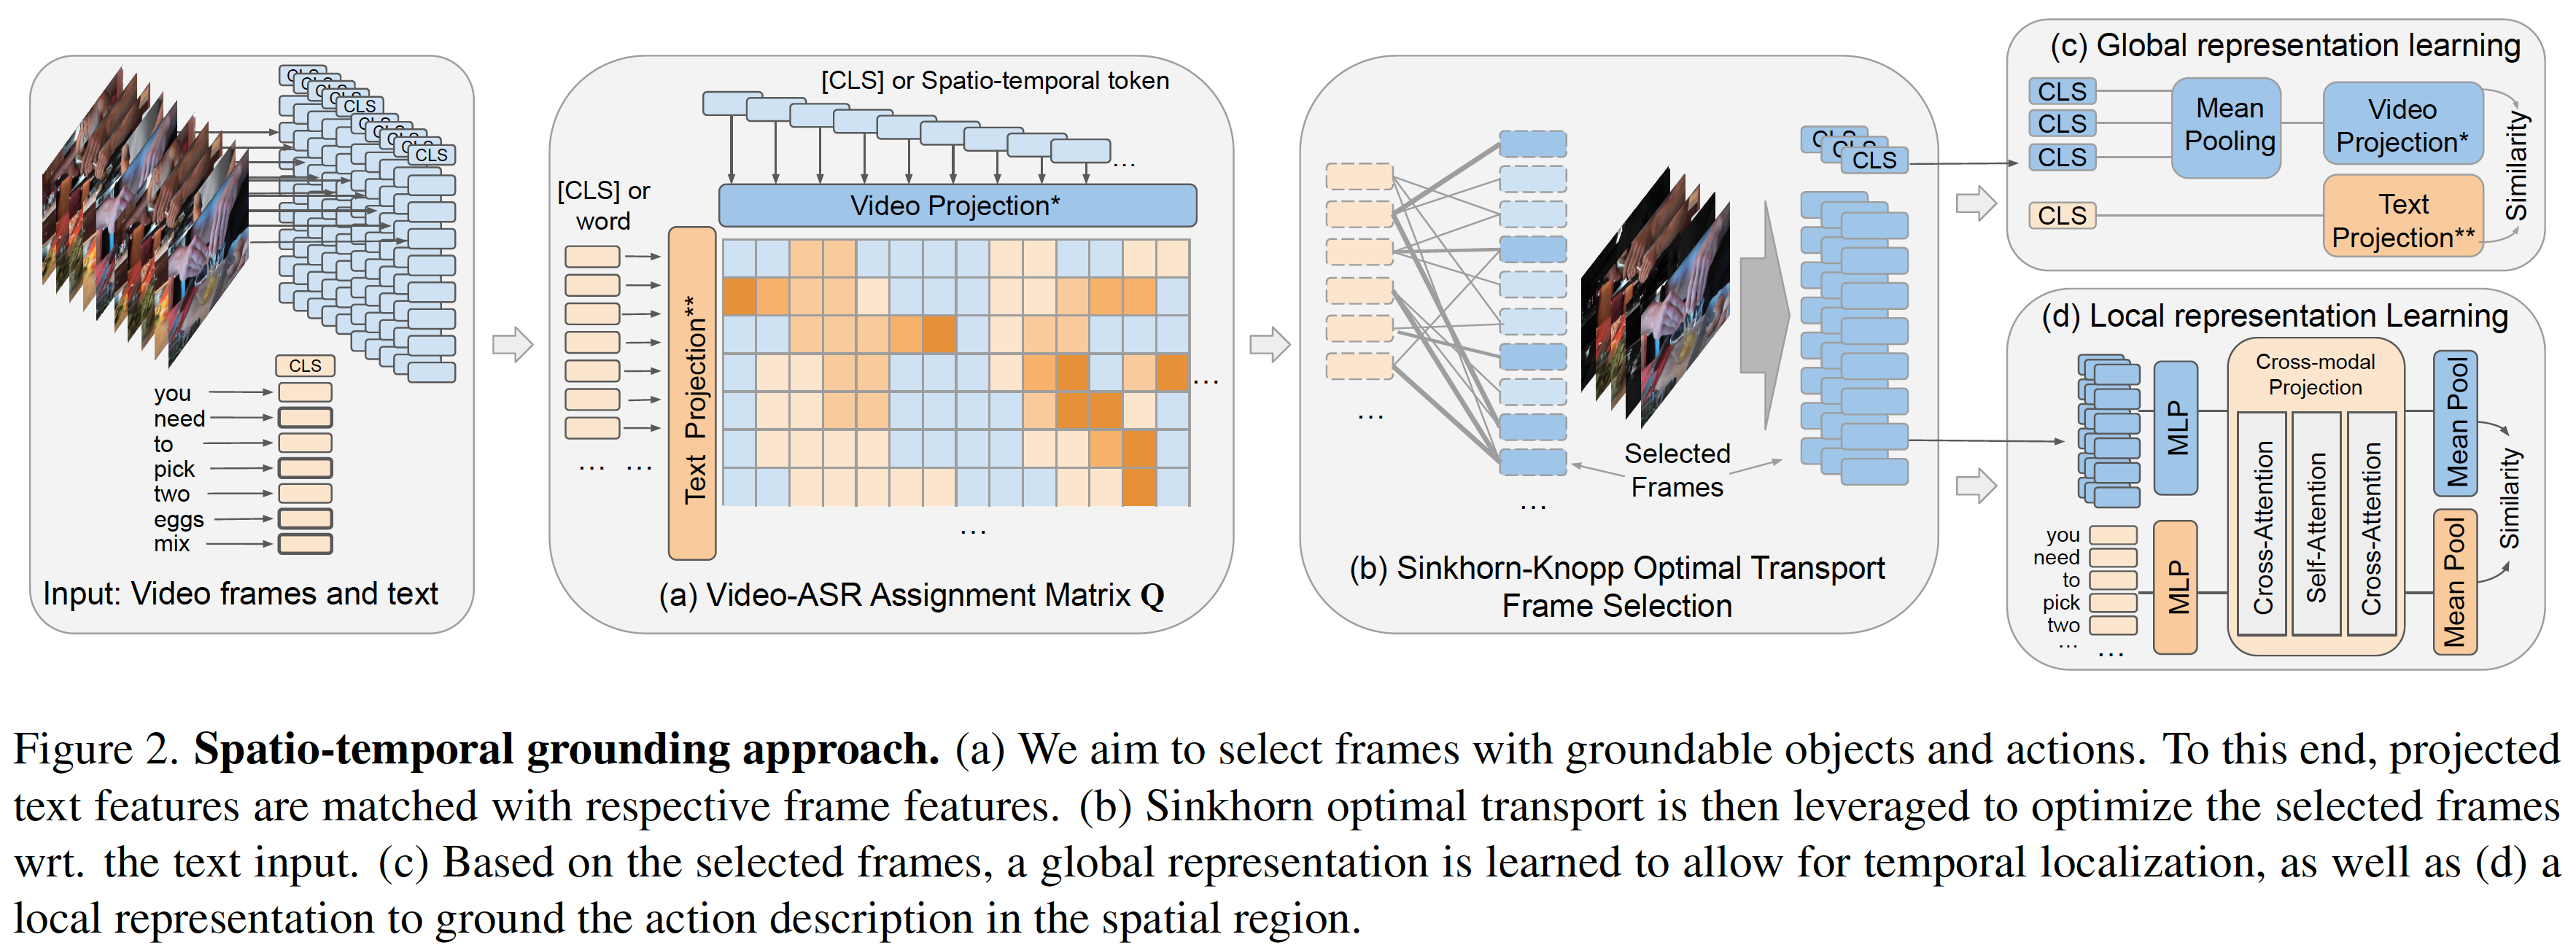 CLS
CLS
CLS
CLS
CLS
CLS
CLS
CLS
CLS
you
need
to
pick
two
eggs
mix
Input: Video frames and text
[CLS] or Spatio-temporal token
...
[CLS] or
word
Video Projection*
Text Projection**
...
... ...
...
(a) Video-ASR Assignment Matrix Q
...
...
Selected
Frames
CLS
CLS
CLS
(b) Sinkhorn-Knopp Optimal Transport
Frame Selection
(c) Global representation learning
CLS
CLS
CLS
Mean
Pooling
Video
Projection*
CLS
Text
Projection**
Similarity
(d) Local representation Learning
MLP
Cross-modal
Projection
Cross-Attention
Self-Attention
Cross-Attention
Mean Pool
Mean Pool
Similarity
you
need
to
pick
two
... ...
MLP
Figure 2. Spatio-temporal grounding approach. (a) We aim to select frames with groundable objects and actions. To this end, projected
text features are matched with respective frame features. (b) Sinkhorn optimal transport is then leveraged to optimize the selected frames
wrt. the text input. (c) Based on the selected frames, a global representation is learned to allow for temporal localization, as well as (d) a
local representation to ground the action description in the spatial region.